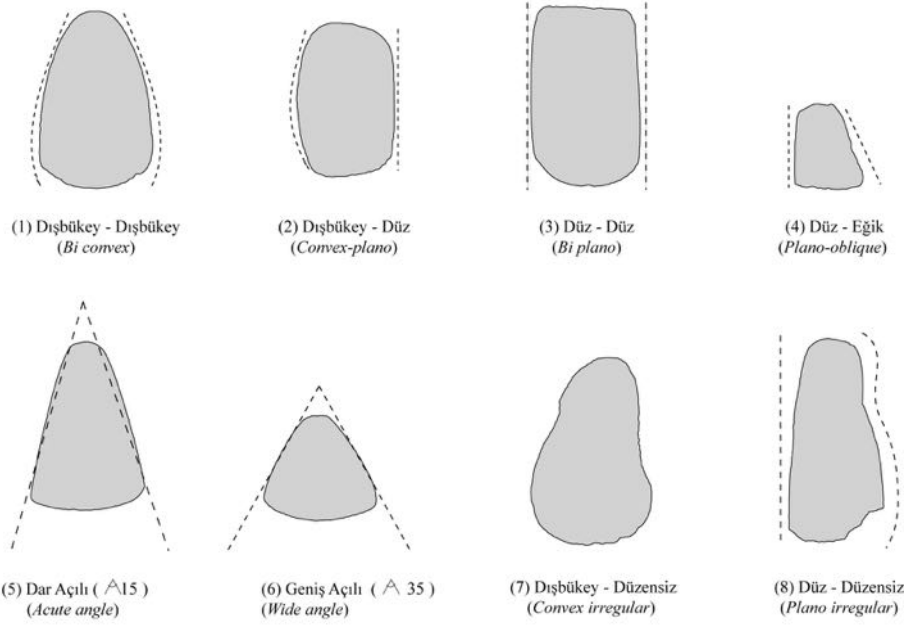 (1) Dışbükey - Dışbükey
(Bi convex)
(2) Dışbükey - Düz
(Convex-plano)
(3) Düz - Düz
(Bi plano)
(4) Düz - Eğik
(Plano-oblique)
(5) Dar Açılı ( ⩜15 )
(Acute angle)
(6) Geniş Açılı ( ⩜ 35)
(Wide angle)
(7) Dışbükey - Düzensiz
(Convex irregular)
(8) Düz - Düzensiz
(Plano irregular)